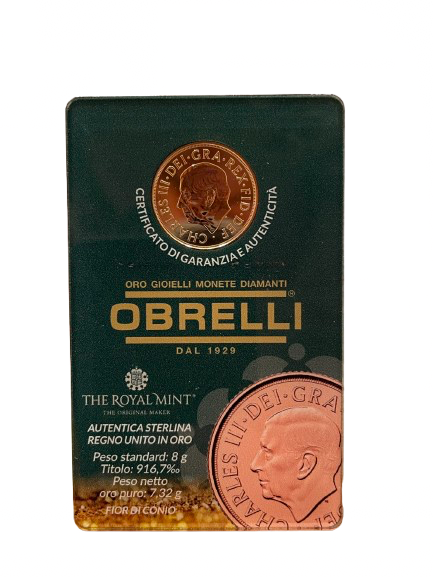 CHARLES III·DEI·GRA·REX·FID·DEF·
CERTIFICATO DI GARANZIA E AUTENTICITÀ
ORO GIOIELLI MONETE DIAMANTI
OBRELLI®
DAL 1929
THE ROYAL MINT®
THE ORIGINAL MAKER
AUTENTICA STERLINA
REGNO UNITO IN ORO
Peso standard: 8 g
Titolo: 916,7‰
Peso netto
oro puro: 7.32 g
FIOR DI CONIO
DEF·CHARLES III·DEI·GRA